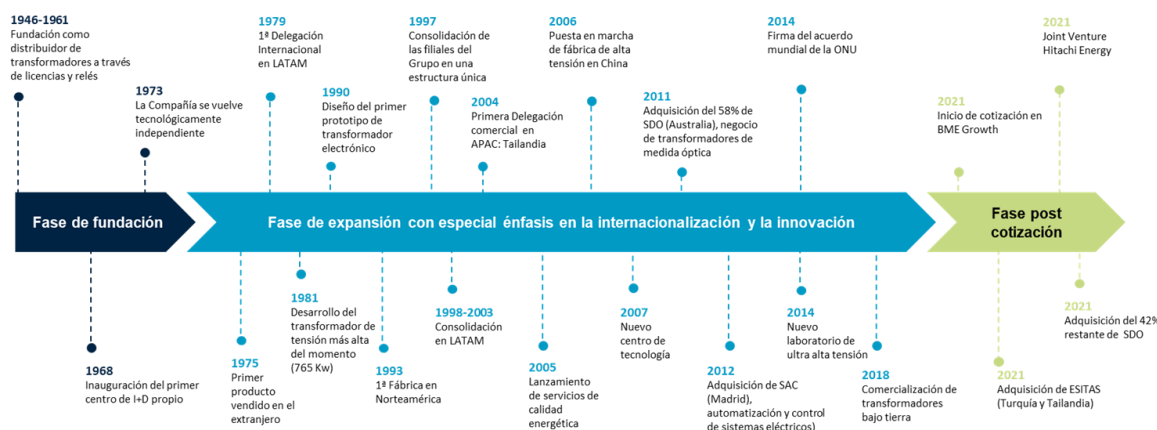 1946-1961
Fundación como
distribuidor de
transformadores a través
de licencias y relés
1973
La Compañía se vuelve
tecnológicamente
independiente
1979
1ª Delegación
Internacional
en LATAM
1990
Diseño del primer
prototipo de
transformador
electrónico
1997
Consolidación de
las filiales del
Grupo en una
estructura única
2004
Primera Delegación
comercial en
APAC: Tailandia
2006
Puesta en marcha
de fábrica de alta
tensión en China
2011
Adquisición del 58% de
SDO (Australia), negocio
de transformadores de
medida óptica
2014
Firma del acuerdo
mundial de la ONU
2021
Inicio de cotización en
BME Growth
2021
Joint Venture
Hitachi Energy
Fase de fundación
Fase de expansión con especial énfasis en la internacionalización y la innovación
Fase post
cotización
1968
Inauguración del primer
centro de I+D propio
1975
Primer
producto
vendido en el
extranjero
1981
Desarrollo del
transformador de
tensión más alta
del momento
(765 Kw)
1993
1ª Fábrica en
Norteamérica
1998-2003
Consolidación
en LATAM
2005
Lanzamiento
de servicios de
calidad
energética
2007
Nuevo
centro de
tecnología
2012
Adquisición de SAC
(Madrid),
automatización y control
de sistemas eléctricos)
2014
Nuevo
laboratorio de
ultra alta tensión
2018
Comercialización de
transformadores
bajo tierra
2021
Adquisición de ESITAS
(Turquía y Tailandia)
2021
Adquisición del 42%
restante de SDO